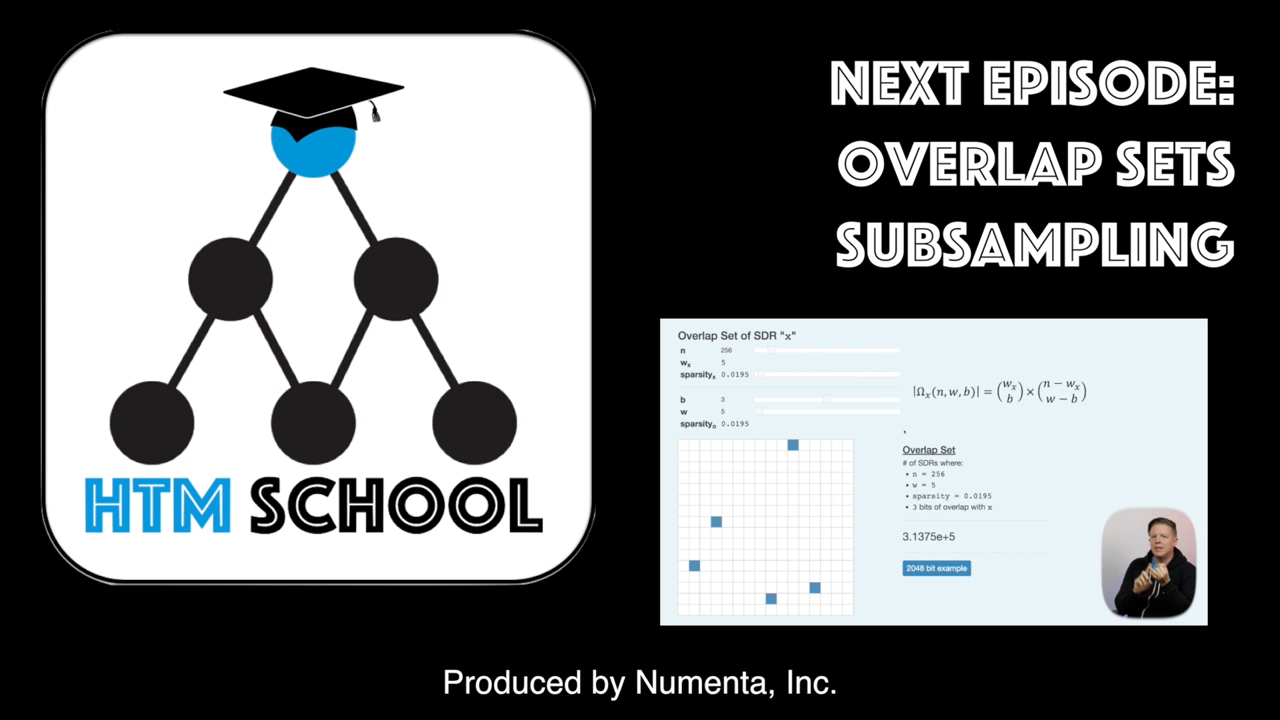 NEXT EPISODE:
OVERLAP SETS
SUBSAMPLING
HTM SCHOOL
Overlap Set of SDR "x"
n 256
wₓ 5
sparsityₓ 0.0195
b 3
w 5
sparsityₒ 0.0195
|Ωₓ(n, w, b)| = (wₓ b) × (n − wₓ w − b)
Overlap Set
# of SDRs where:
• n = 256
• w = 5
• sparsity = 0.0195
• 3 bits of overlap with x
3.1375e+5
2048 bit example
Produced by Numenta, Inc.